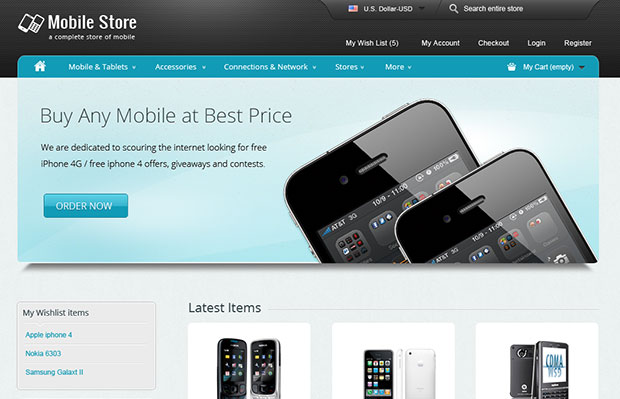 Mobile Store
a complete store of mobile
U.S. Dollar-USD
Search entire store
My Wish List (5)
My Account
Checkout
Login
Register
Mobile & Tablets
Accessories
Connections & Network
Stores
More
My Cart (empty)
Buy Any Mobile at Best Price
We are dedicated to scouring the internet looking for free
iPhone 4G / free iphone 4 offers, giveaways and contests.
ORDER NOW
AT&T 3G
10/9 - 11:00
AT&T 3G
10/9 - 11:00
My Wishlist items
Apple iphone 4
Nokia 6303
Samsung Galaxt II
Latest Items
CDMA